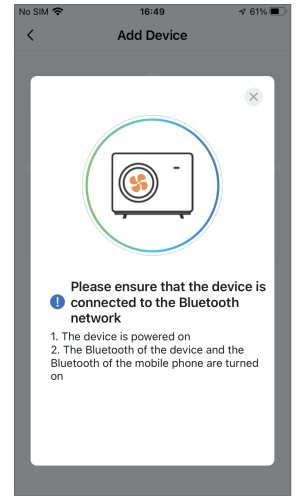 No SIM 16:49 61%
Add Device
Please ensure that the device is
connected to the Bluetooth
network
1. The device is powered on
2. The Bluetooth of the device and the
Bluetooth of the mobile phone are turned
on